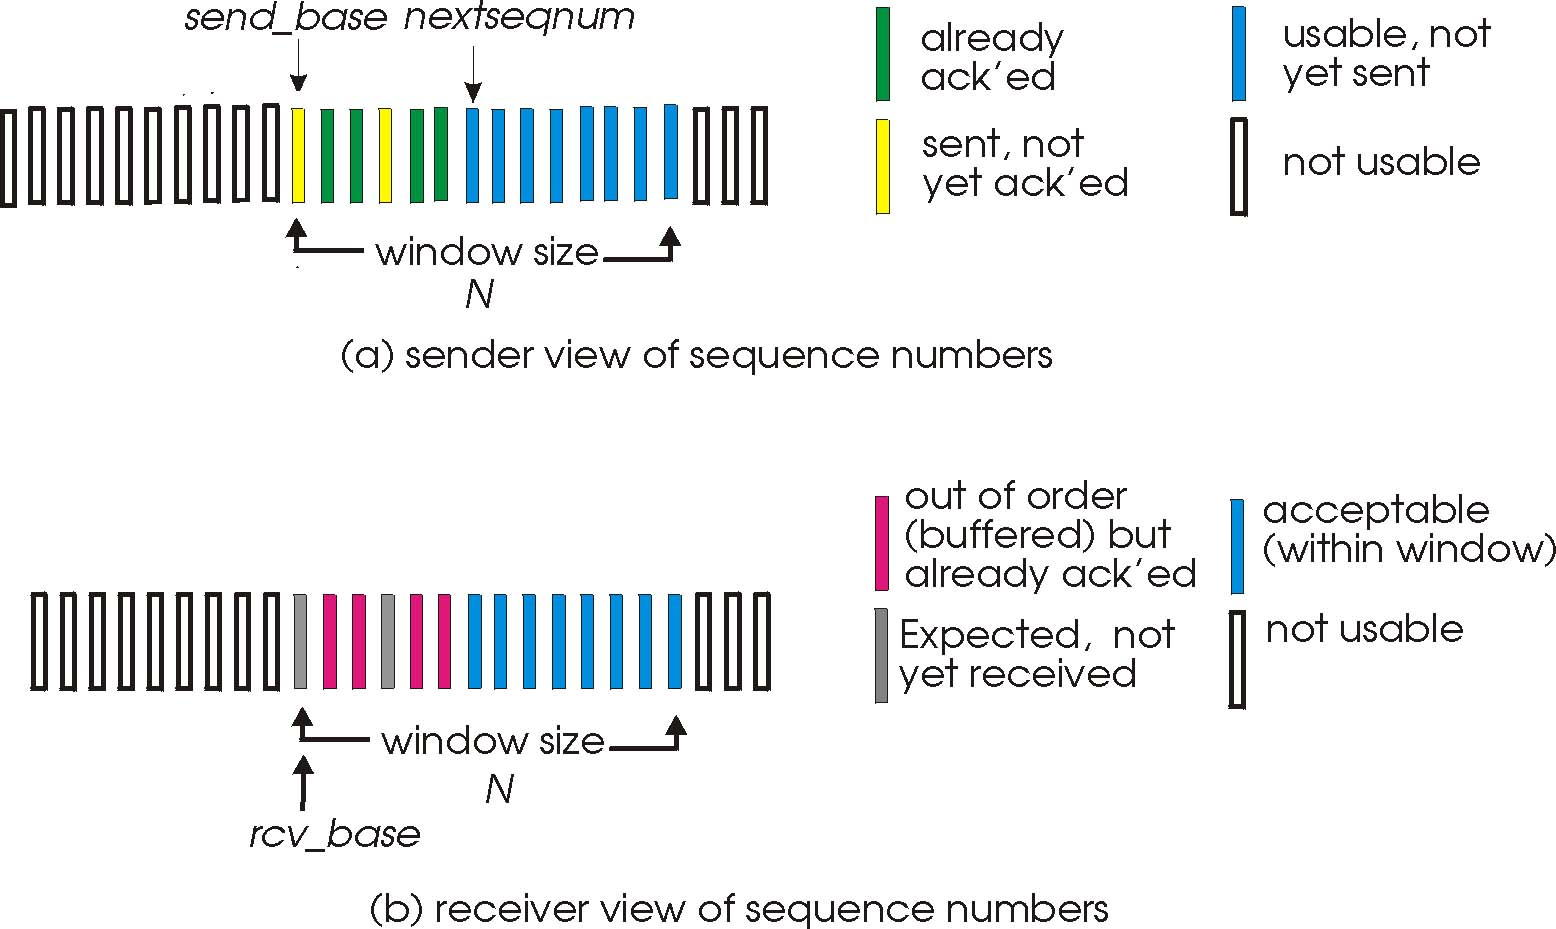 send_base nextseqnum
already
ack'ed
usable, not
yet sent
sent, not
yet ack'ed
not usable
window size
N
(a) sender view of sequence numbers
out of order
(buffered) but
already ack'ed
acceptable
(within window)
Expected, not
yet received
not usable
window size
N
rcv_base
(b) receiver view of sequence numbers